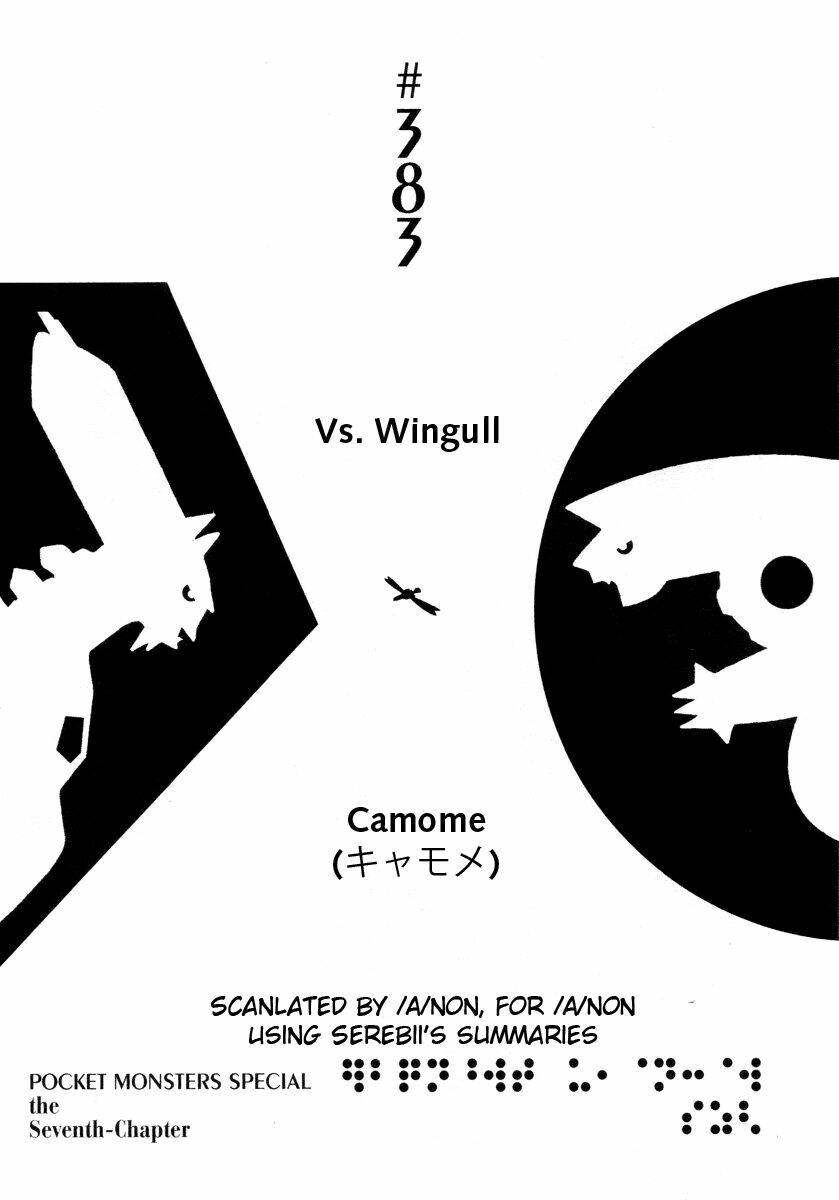 #383
Vs. Wingull
Camome
(キャモメ)
SCANLATED BY /A/NON, FOR /A/NON
USING SEREBII'S SUMMARIES
POCKET MONSTERS SPECIAL
the
Seventh-Chapter